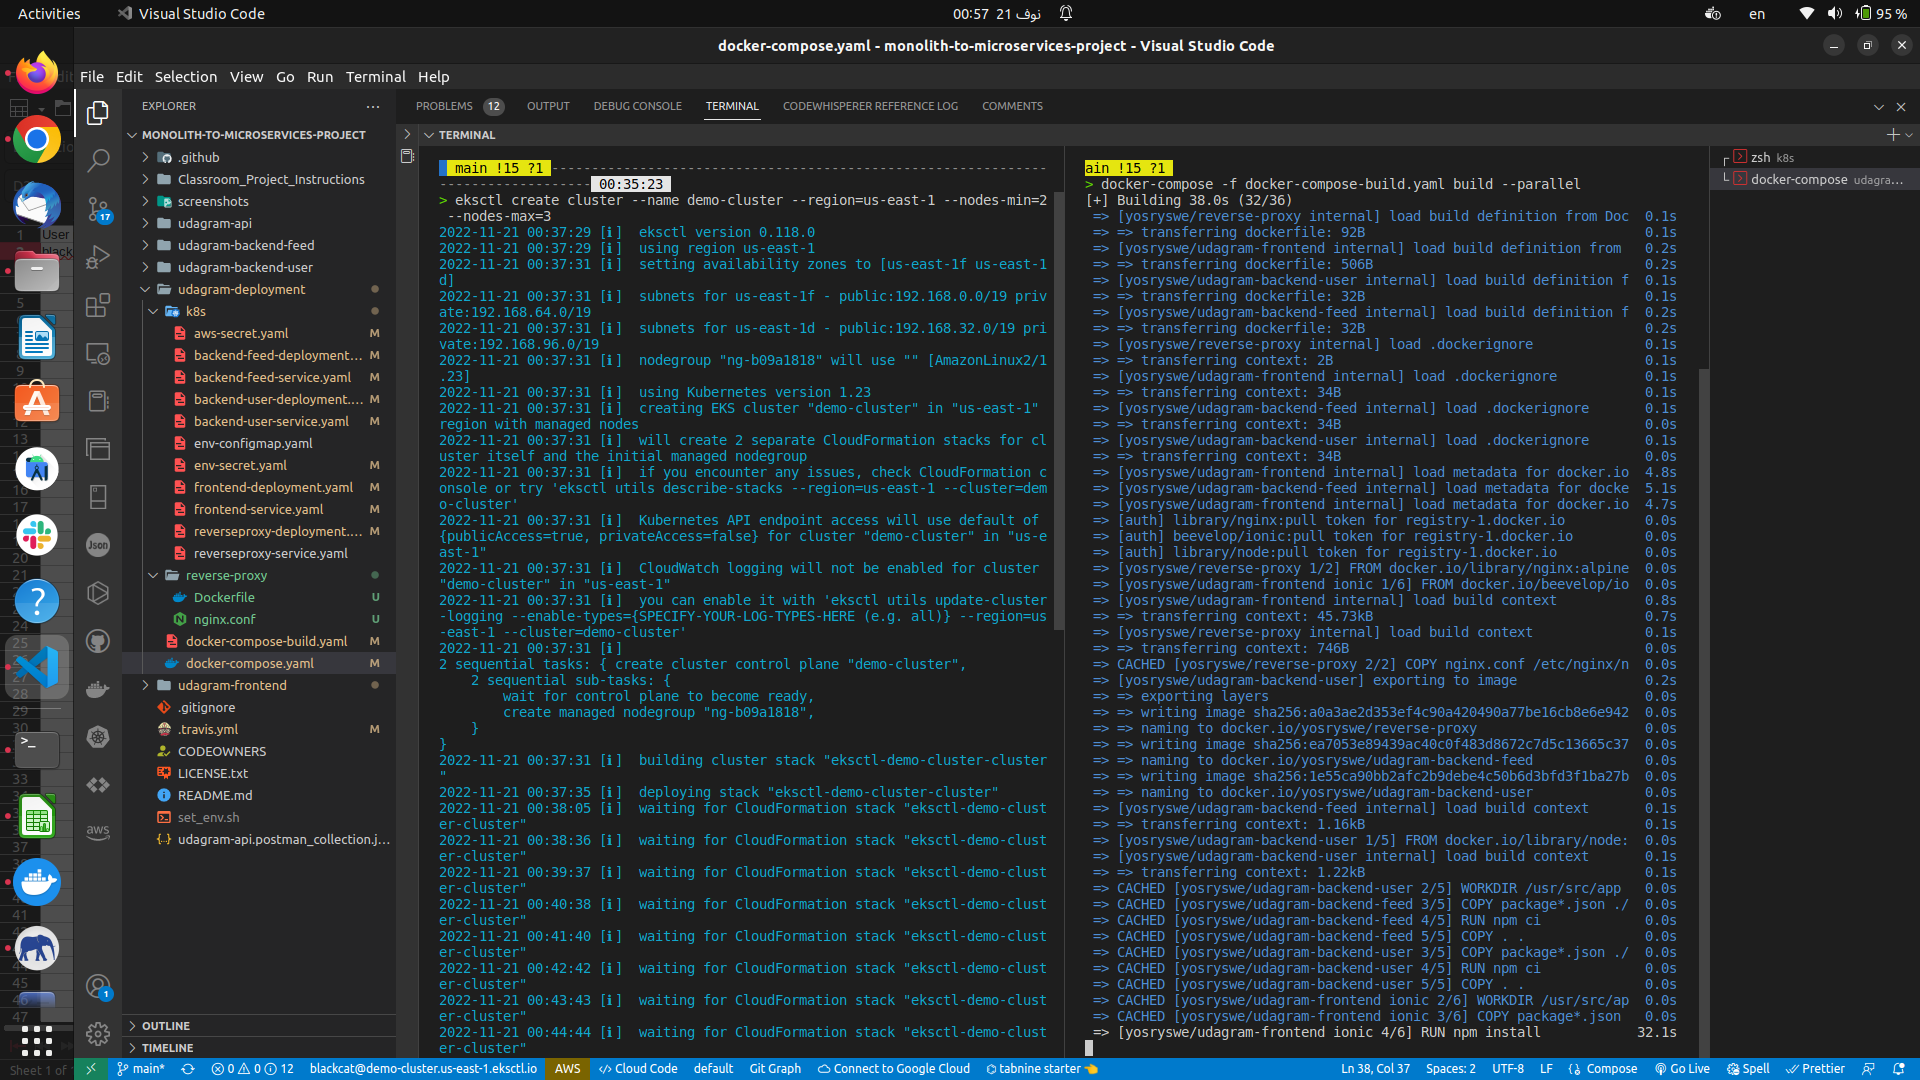 Activities
Visual Studio Code
00:57 21 نوف
en
95 %
docker-compose.yaml - monolith-to-microservices-project - Visual Studio Code
File Edit Selection View Go Run Terminal Help
EXPLORER
MONOLITH-TO-MICROSERVICES-PROJECT
.github
Classroom_Project_Instructions
screenshots
udagram-api
udagram-backend-feed
udagram-backend-user
udagram-deployment
k8s
aws-secret.yaml M
backend-feed-deployment.... M
backend-feed-service.yaml M
backend-user-deployment.... M
backend-user-service.yaml M
env-configmap.yaml
env-secret.yaml M
frontend-deployment.yaml M
frontend-service.yaml M
reverseproxy-deployment.... M
reverseproxy-service.yaml
reverse-proxy
Dockerfile U
nginx.conf U
docker-compose-build.yaml M
docker-compose.yaml M
udagram-frontend
.gitignore
.travis.yml M
CODEOWNERS
LICENSE.txt
README.md
set_env.sh
udagram-api.postman_collection.j...
OUTLINE
TIMELINE
PROBLEMS 12 OUTPUT DEBUG CONSOLE TERMINAL CODEWHISPERER REFERENCE LOG COMMENTS
TERMINAL
main !15 ?1
00:35:23
> eksctl create cluster --name demo-cluster --region=us-east-1 --nodes-min=2
--nodes-max=3
2022-11-21 00:37:29 [ℹ]  eksctl version 0.118.0
2022-11-21 00:37:29 [ℹ]  using region us-east-1
2022-11-21 00:37:31 [ℹ]  setting availability zones to [us-east-1f us-east-1
d]
2022-11-21 00:37:31 [ℹ]  subnets for us-east-1f - public:192.168.0.0/19 priv
ate:192.168.64.0/19
2022-11-21 00:37:31 [ℹ]  subnets for us-east-1d - public:192.168.32.0/19 pri
vate:192.168.96.0/19
2022-11-21 00:37:31 [ℹ]  nodegroup "ng-b09a1818" will use "" [AmazonLinux2/1
.23]
2022-11-21 00:37:31 [ℹ]  using Kubernetes version 1.23
2022-11-21 00:37:31 [ℹ]  creating EKS cluster "demo-cluster" in "us-east-1"
region with managed nodes
2022-11-21 00:37:31 [ℹ]  will create 2 separate CloudFormation stacks for cl
uster itself and the initial managed nodegroup
2022-11-21 00:37:31 [ℹ]  if you encounter any issues, check CloudFormation c
onsole or try 'eksctl utils describe-stacks --region=us-east-1 --cluster=dem
o-cluster'
2022-11-21 00:37:31 [ℹ]  Kubernetes API endpoint access will use default of
{publicAccess=true, privateAccess=false} for cluster "demo-cluster" in "us-e
ast-1"
2022-11-21 00:37:31 [ℹ]  CloudWatch logging will not be enabled for cluster
"demo-cluster" in "us-east-1"
2022-11-21 00:37:31 [ℹ]  you can enable it with 'eksctl utils update-cluster
-logging --enable-types={SPECIFY-YOUR-LOG-TYPES-HERE (e.g. all)} --region=us
-east-1 --cluster=demo-cluster'
2022-11-21 00:37:31 [ℹ]
2 sequential tasks: { create cluster control plane "demo-cluster",
2 sequential sub-tasks: {
wait for control plane to become ready,
create managed nodegroup "ng-b09a1818",
}
}
2022-11-21 00:37:31 [ℹ]  building cluster stack "eksctl-demo-cluster-cluster
"
2022-11-21 00:37:35 [ℹ]  deploying stack "eksctl-demo-cluster-cluster"
2022-11-21 00:38:05 [ℹ]  waiting for CloudFormation stack "eksctl-demo-clust
er-cluster"
2022-11-21 00:38:36 [ℹ]  waiting for CloudFormation stack "eksctl-demo-clust
er-cluster"
2022-11-21 00:39:37 [ℹ]  waiting for CloudFormation stack "eksctl-demo-clust
er-cluster"
2022-11-21 00:40:38 [ℹ]  waiting for CloudFormation stack "eksctl-demo-clust
er-cluster"
2022-11-21 00:41:40 [ℹ]  waiting for CloudFormation stack "eksctl-demo-clust
er-cluster"
2022-11-21 00:42:42 [ℹ]  waiting for CloudFormation stack "eksctl-demo-clust
er-cluster"
2022-11-21 00:43:43 [ℹ]  waiting for CloudFormation stack "eksctl-demo-clust
er-cluster"
2022-11-21 00:44:44 [ℹ]  waiting for CloudFormation stack "eksctl-demo-clust
er-cluster"
ain !15 ?1
> docker-compose -f docker-compose-build.yaml build --parallel
[+] Building 38.0s (32/36)
=> [yosryswe/reverse-proxy internal] load build definition from Doc 0.1s
=> => transferring dockerfile: 92B 0.1s
=> [yosryswe/udagram-frontend internal] load build definition from 0.2s
=> => transferring dockerfile: 506B 0.2s
=> [yosryswe/udagram-backend-user internal] load build definition f 0.1s
=> => transferring dockerfile: 32B 0.1s
=> [yosryswe/udagram-backend-feed internal] load build definition f 0.2s
=> => transferring dockerfile: 32B 0.2s
=> [yosryswe/reverse-proxy internal] load .dockerignore 0.1s
=> => transferring context: 2B 0.1s
=> [yosryswe/udagram-frontend internal] load .dockerignore 0.1s
=> => transferring context: 34B 0.1s
=> [yosryswe/udagram-backend-feed internal] load .dockerignore 0.1s
=> => transferring context: 34B 0.0s
=> [yosryswe/udagram-backend-user internal] load .dockerignore 0.1s
=> => transferring context: 34B 0.0s
=> [yosryswe/udagram-frontend internal] load metadata for docker.io 4.8s
=> [yosryswe/udagram-backend-feed internal] load metadata for docke 5.1s
=> [yosryswe/udagram-frontend internal] load metadata for docker.io 4.7s
=> [auth] library/nginx:pull token for registry-1.docker.io 0.0s
=> [auth] beevelop/ionic:pull token for registry-1.docker.io 0.0s
=> [auth] library/node:pull token for registry-1.docker.io 0.0s
=> [yosryswe/reverse-proxy 1/2] FROM docker.io/library/nginx:alpine 0.0s
=> [yosryswe/udagram-frontend ionic 1/6] FROM docker.io/beevelop/io 0.0s
=> [yosryswe/udagram-frontend internal] load build context 0.8s
=> => transferring context: 45.73kB 0.7s
=> [yosryswe/reverse-proxy internal] load build context 0.1s
=> => transferring context: 746B 0.0s
=> CACHED [yosryswe/reverse-proxy 2/2] COPY nginx.conf /etc/nginx/n 0.0s
=> [yosryswe/udagram-backend-user] exporting to image 0.2s
=> => exporting layers 0.0s
=> => writing image sha256:a0a3ae2d353ef4c90a420490a77be16cb8e6e942 0.0s
=> => naming to docker.io/yosryswe/reverse-proxy 0.0s
=> => writing image sha256:ea7053e89439ac40c0f483d8672c7d5c13665c37 0.0s
=> => naming to docker.io/yosryswe/udagram-backend-feed 0.0s
=> => writing image sha256:1e55ca90bb2afc2b9debe4c50b6d3bfd3f1ba27b 0.0s
=> => naming to docker.io/yosryswe/udagram-backend-user 0.0s
=> [yosryswe/udagram-backend-feed internal] load build context 0.1s
=> => transferring context: 1.16kB 0.1s
=> [yosryswe/udagram-backend-user 1/5] FROM docker.io/library/node: 0.0s
=> [yosryswe/udagram-backend-user internal] load build context 0.1s
=> => transferring context: 1.22kB 0.1s
=> CACHED [yosryswe/udagram-backend-user 2/5] WORKDIR /usr/src/app 0.0s
=> CACHED [yosryswe/udagram-backend-feed 3/5] COPY package*.json ./ 0.0s
=> CACHED [yosryswe/udagram-backend-feed 4/5] RUN npm ci 0.0s
=> CACHED [yosryswe/udagram-backend-feed 5/5] COPY . . 0.0s
=> CACHED [yosryswe/udagram-backend-user 3/5] COPY package*.json ./ 0.0s
=> CACHED [yosryswe/udagram-backend-user 4/5] RUN npm ci 0.0s
=> CACHED [yosryswe/udagram-backend-user 5/5] COPY . . 0.0s
=> CACHED [yosryswe/udagram-frontend ionic 2/6] WORKDIR /usr/src/ap 0.0s
=> CACHED [yosryswe/udagram-frontend ionic 3/6] COPY package*.json 0.0s
=> [yosryswe/udagram-frontend ionic 4/6] RUN npm install 32.1s
zsh k8s
docker-compose udagra...
main* 0 0 12 blackcat@demo-cluster.us-east-1.eksctl.io AWS Cloud Code default Git Graph Connect to Google Cloud tabnine starter Ln 38, Col 37 Spaces: 2 UTF-8 LF Compose Go Live Spell Prettier